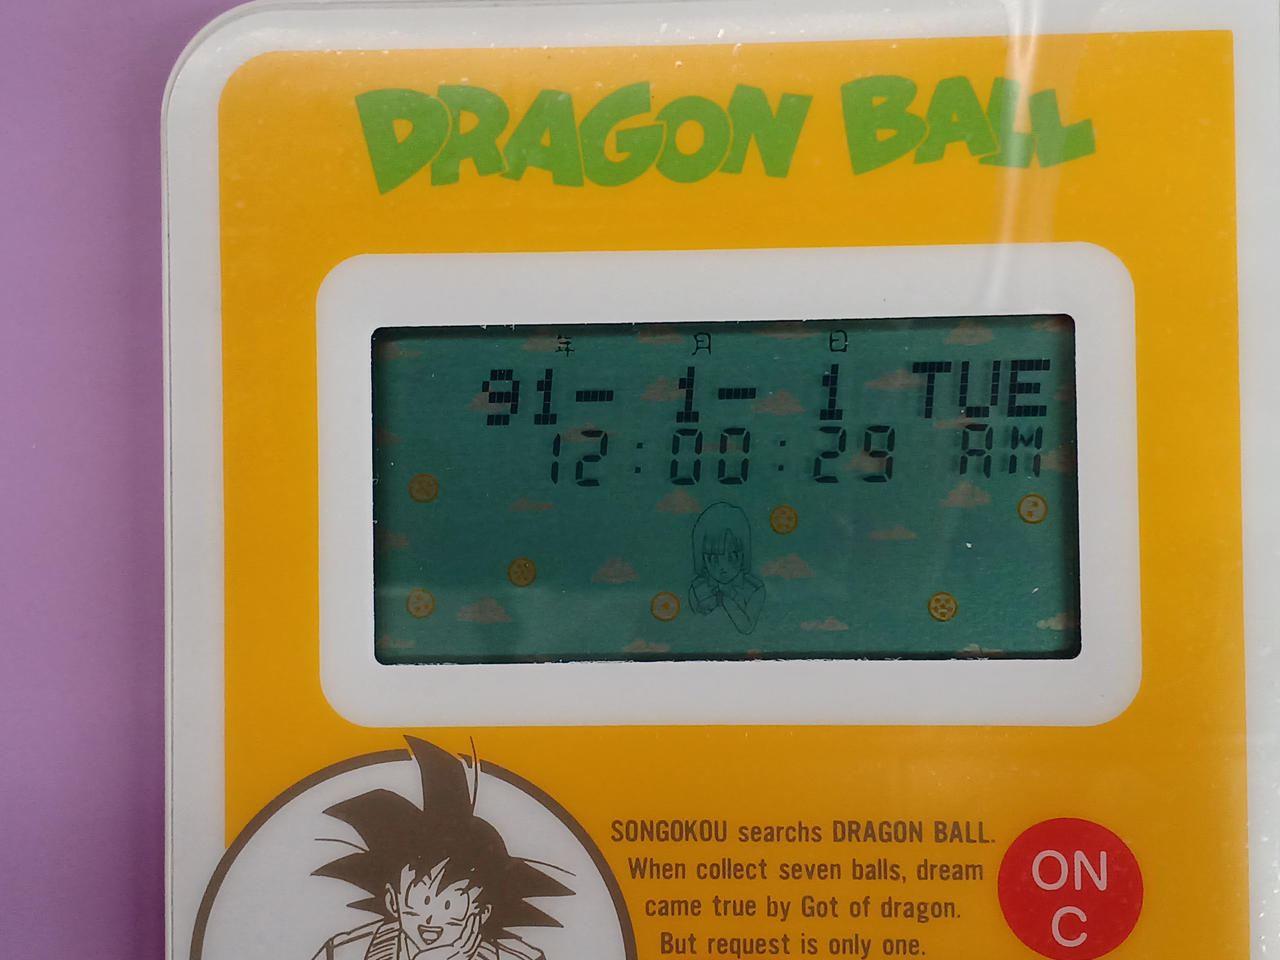 DRAGON BALL
年 月 日
91- 1- 1 TUE
12:00:29 AM
SONGOKOU searchs DRAGON BALL.
When collect seven balls, dream
came true by Got of dragon.
But request is only one.
ON
C